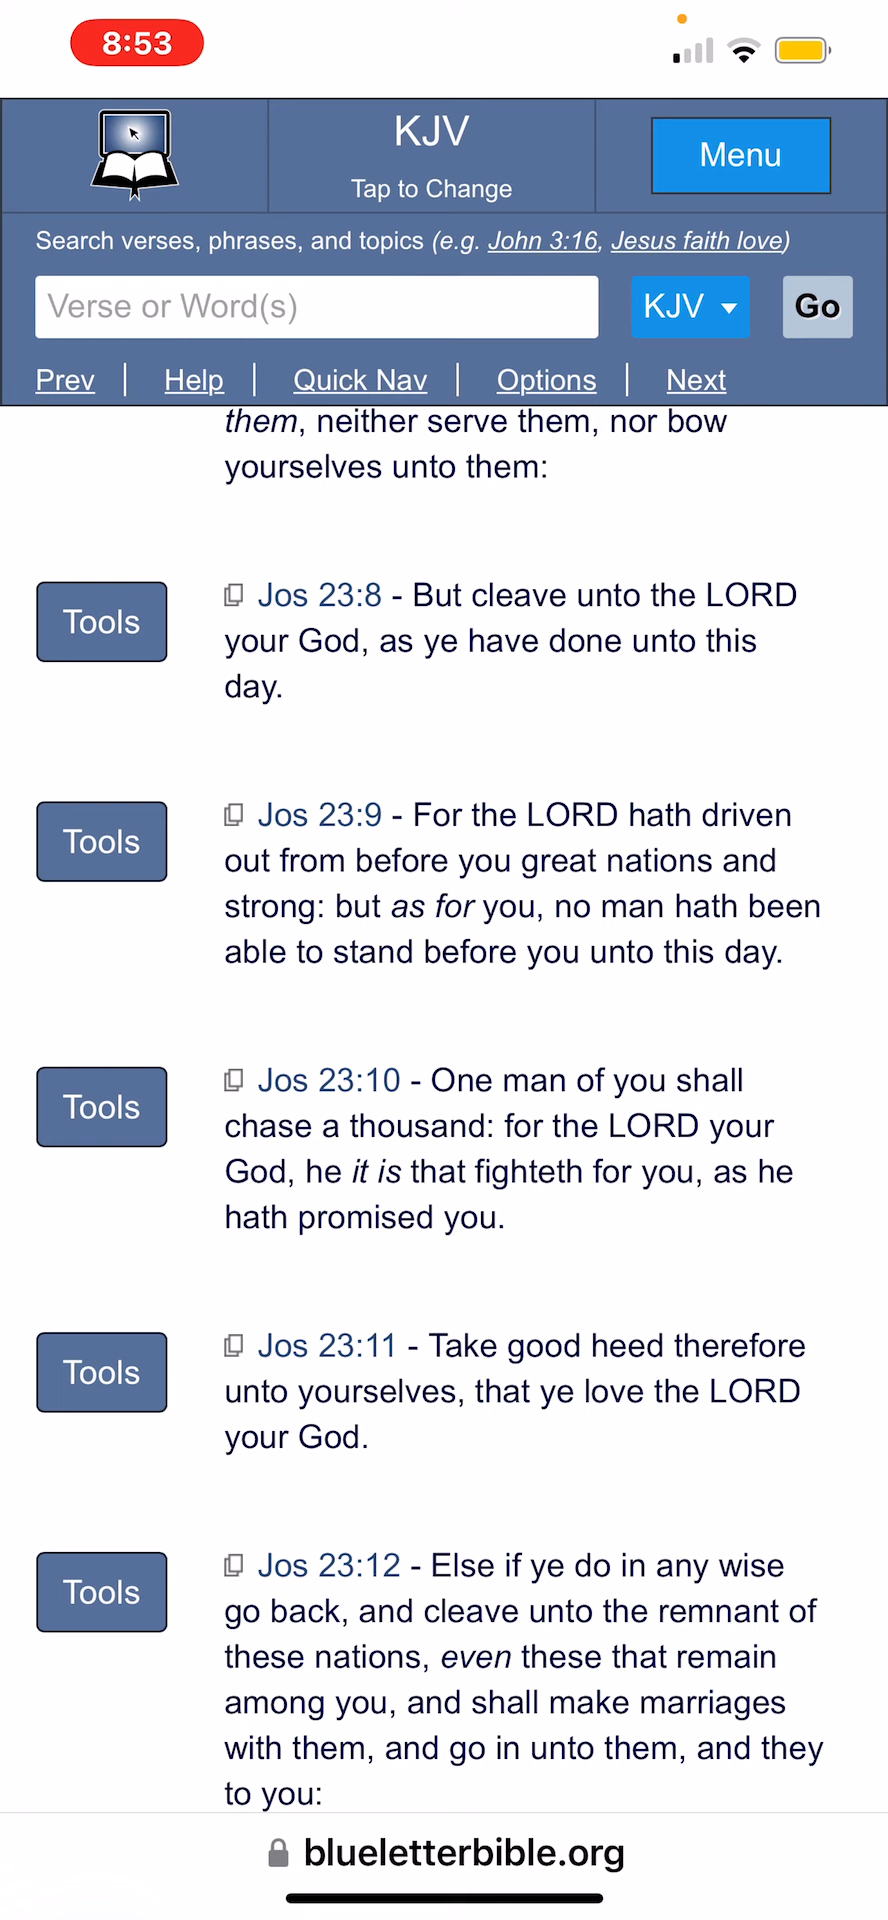 8:53
KJV
Tap to Change
Menu
Search verses, phrases, and topics (e.g. John 3:16, Jesus faith love)
Verse or Word(s)
KJV
Go
Prev | Help | Quick Nav | Options | Next
them, neither serve them, nor bow
yourselves unto them:
Tools
Jos 23:8 - But cleave unto the LORD
your God, as ye have done unto this
day.
Tools
Jos 23:9 - For the LORD hath driven
out from before you great nations and
strong: but as for you, no man hath been
able to stand before you unto this day.
Tools
Jos 23:10 - One man of you shall
chase a thousand: for the LORD your
God, he it is that fighteth for you, as he
hath promised you.
Tools
Jos 23:11 - Take good heed therefore
unto yourselves, that ye love the LORD
your God.
Tools
Jos 23:12 - Else if ye do in any wise
go back, and cleave unto the remnant of
these nations, even these that remain
among you, and shall make marriages
with them, and go in unto them, and they
to you:
blueletterbible.org